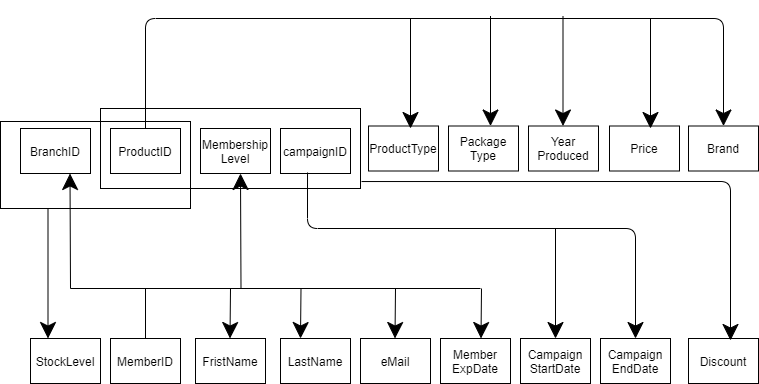 BranchID
ProductID
Membership
Level
campaignID
ProductType
Package
Type
Year
Produced
Price
Brand
StockLevel
MemberID
FristName
LastName
eMail
Member
ExpDate
Campaign
StartDate
Campaign
EndDate
Discount